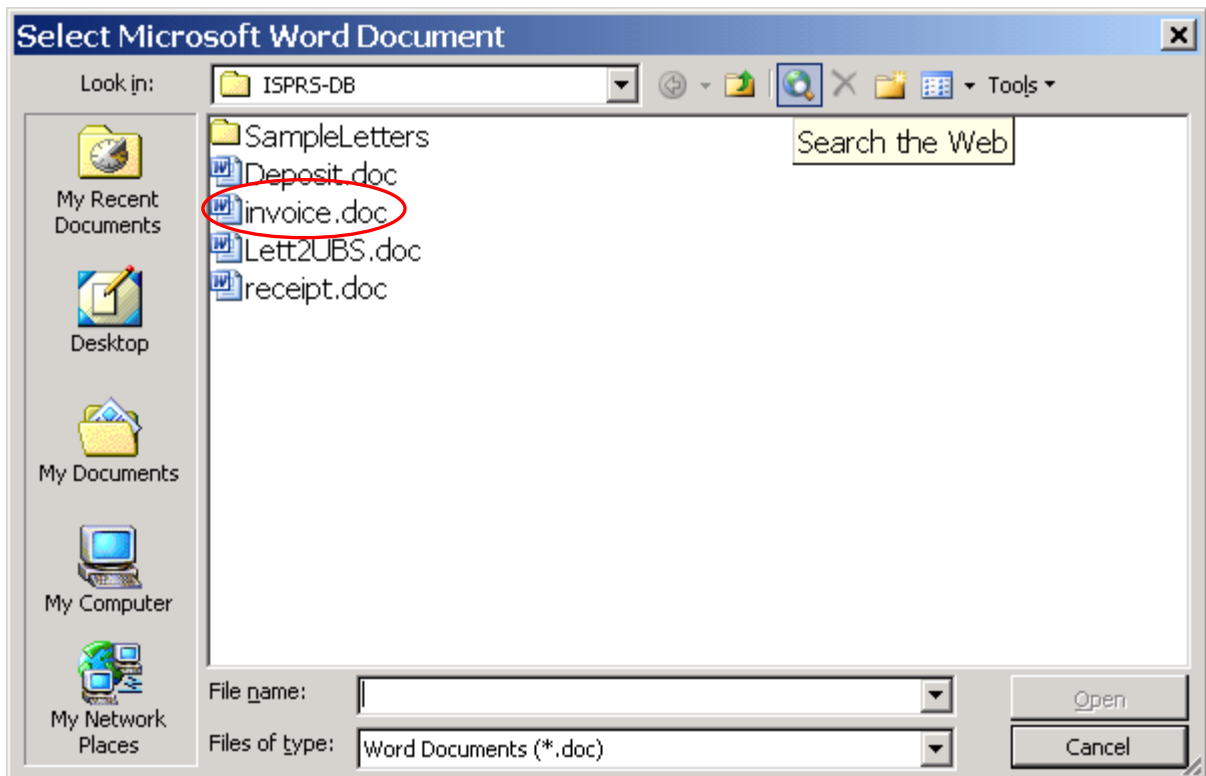 Select Microsoft Word Document
Look in:
ISPRS-DB
Tools
Search the Web
SampleLetters
Deposit.doc
invoice.doc
Lett2UBS.doc
receipt.doc
My Recent
Documents
Desktop
My Documents
My Computer
My Network
Places
File name:
Open
Files of type:
Word Documents (*.doc)
Cancel